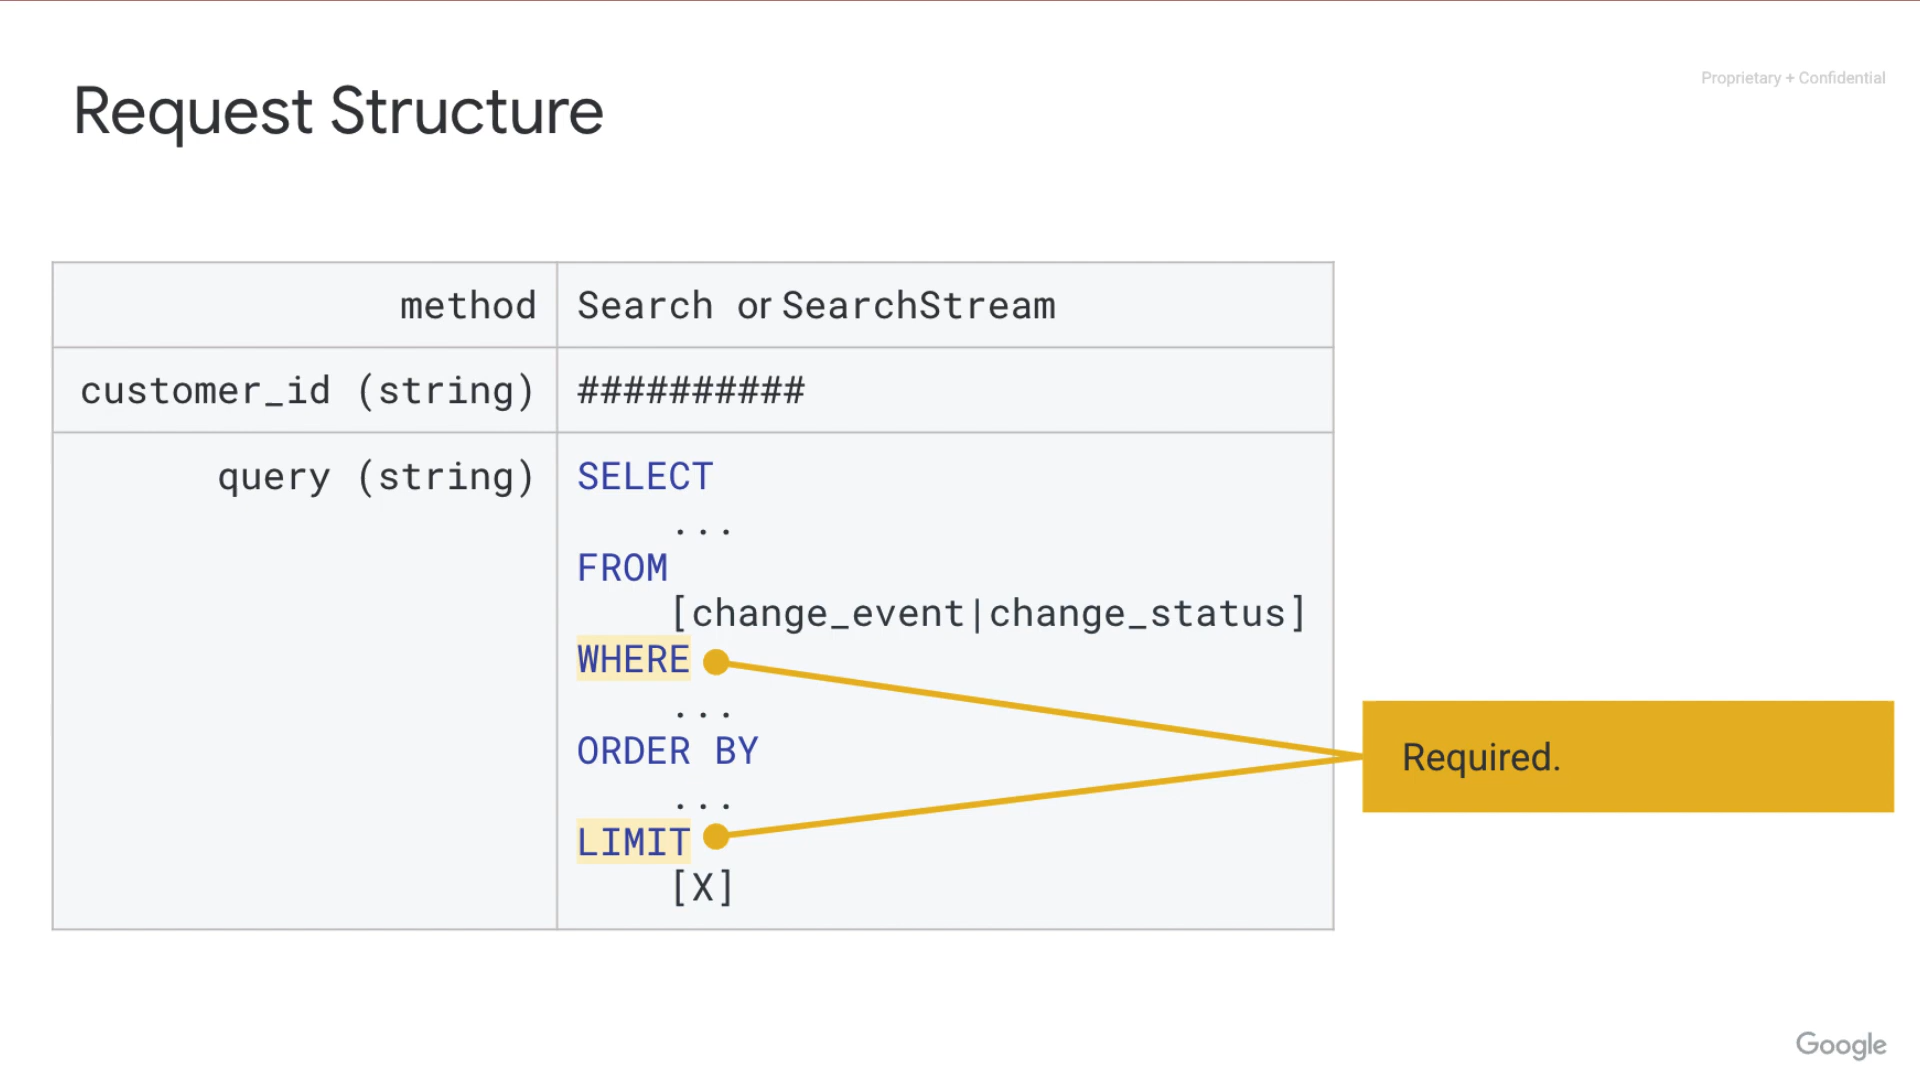 Proprietary + Confidential
Request Structure
method Search or SearchStream
customer_id (string) ##########
query (string) SELECT
...
FROM
[change_event|change_status]
WHERE
...
ORDER BY
...
LIMIT
[X]
Required.
Google